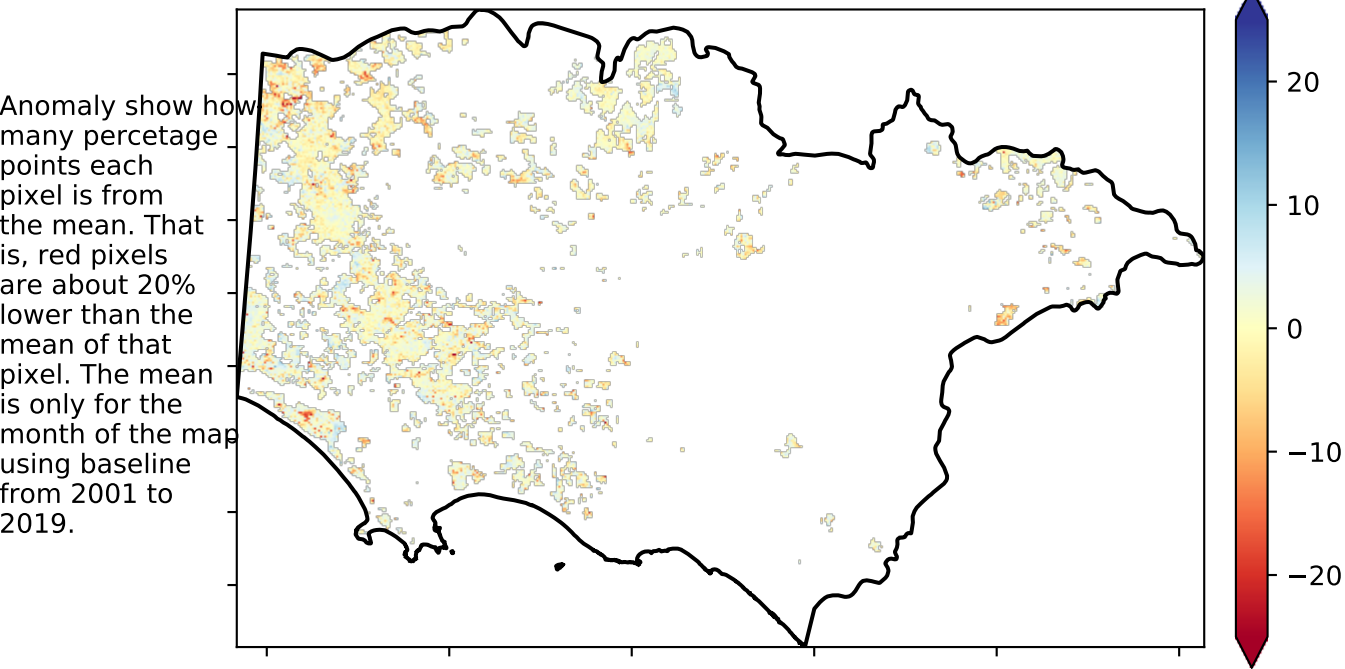 Anomaly show how
many percetage
points each
pixel is from
the mean. That
is, red pixels
are about 20%
lower than the
mean of that
pixel. The mean
is only for the
month of the map
using baseline
from 2001 to
2019.
20
10
0
−10
−20